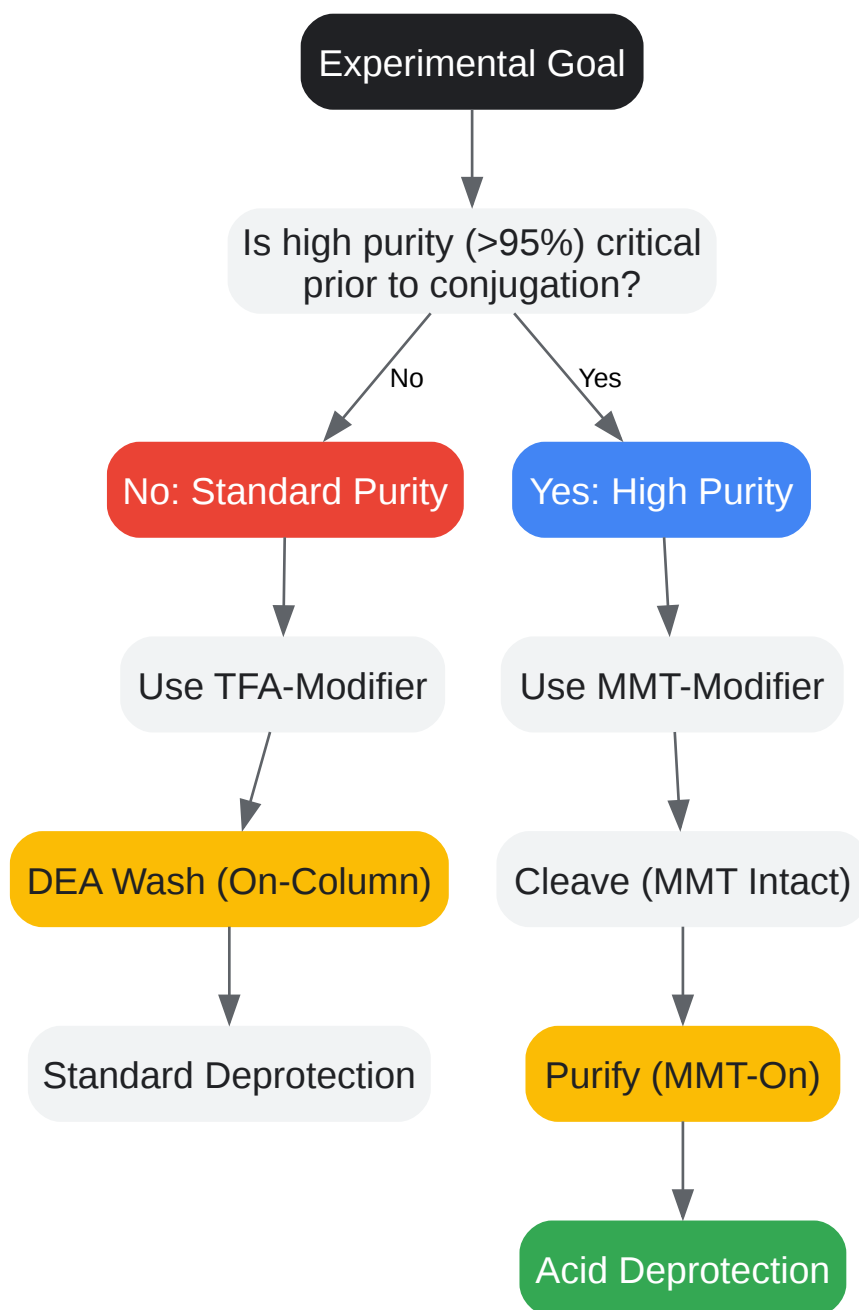 Experimental Goal
Is high purity (>95%) critical
prior to conjugation?
No
Yes
No: Standard Purity
Yes: High Purity
Use TFA-Modifier
Use MMT-Modifier
DEA Wash (On-Column)
Cleave (MMT Intact)
Standard Deprotection
Purify (MMT-On)
Acid Deprotection